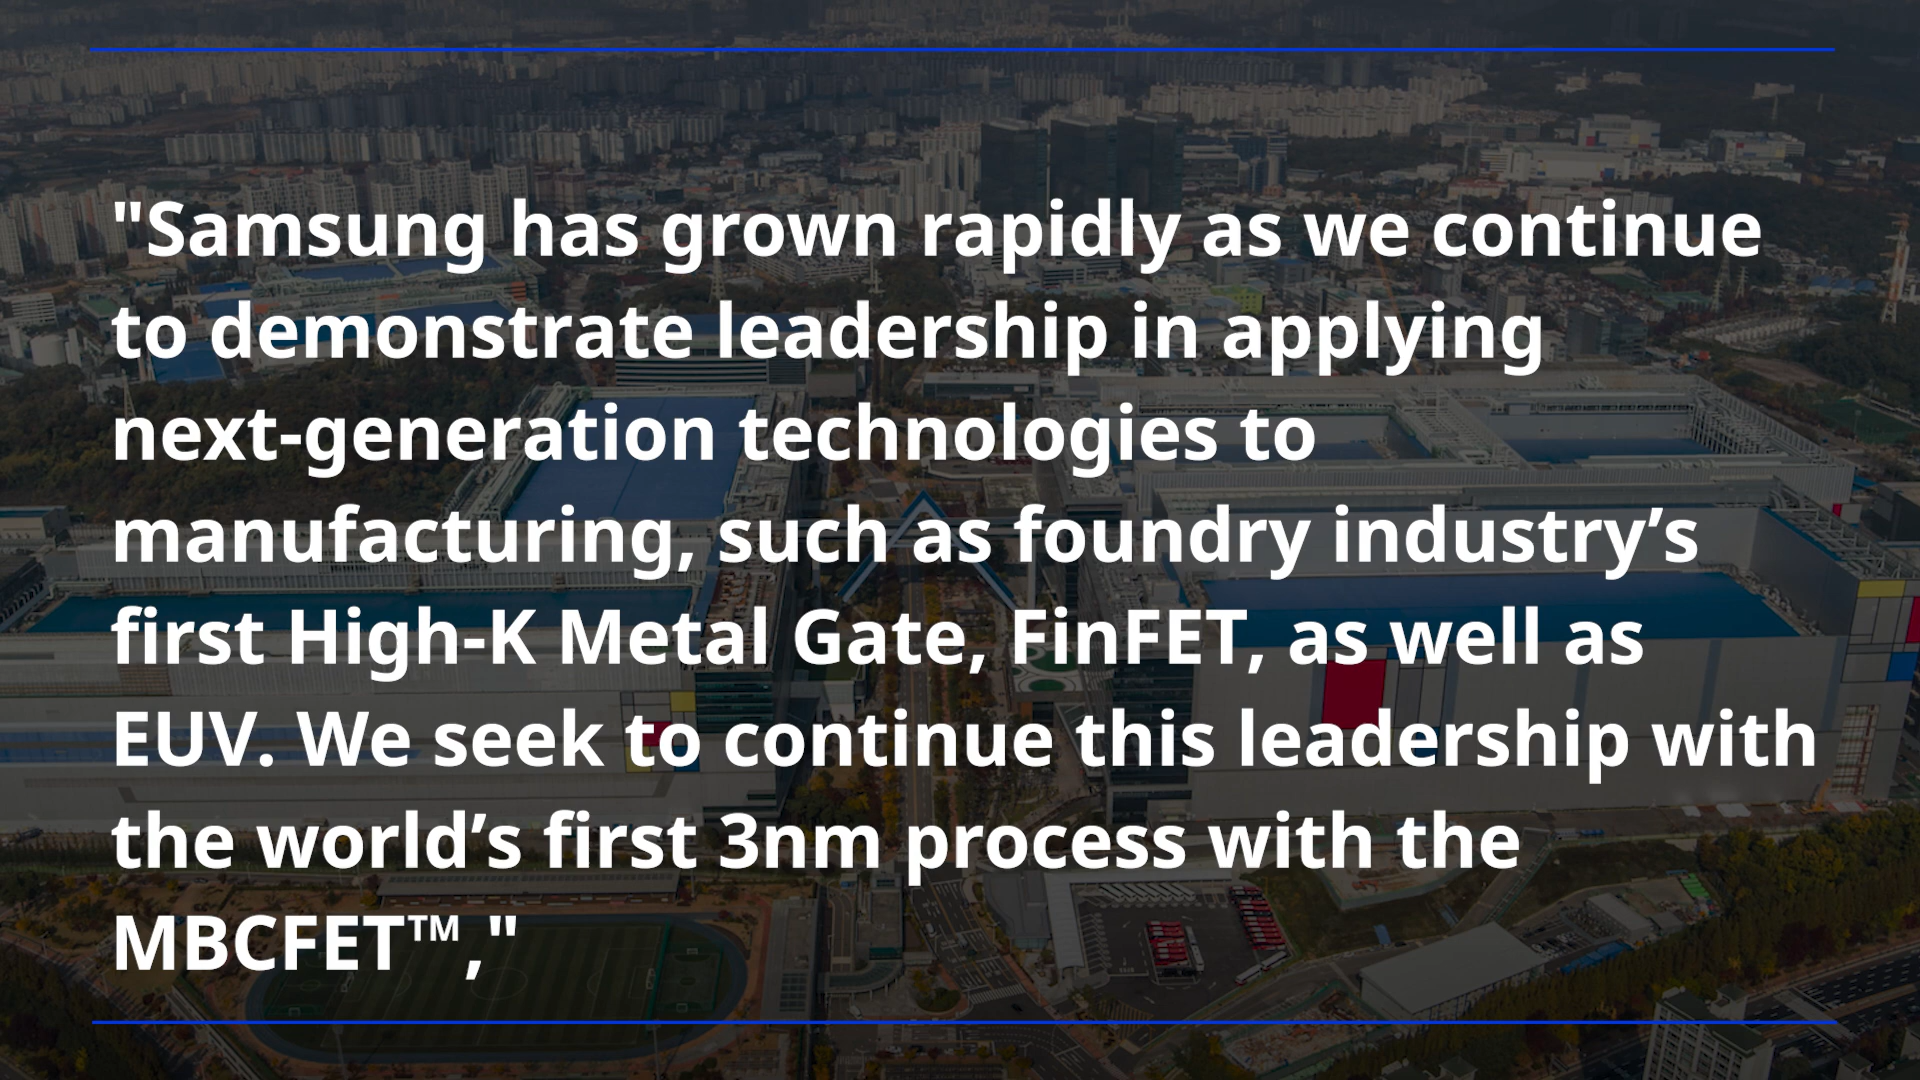 "Samsung has grown rapidly as we continue
to demonstrate leadership in applying
next-generation technologies to
manufacturing, such as foundry industry’s
first High-K Metal Gate, FinFET, as well as
EUV. We seek to continue this leadership with
the world’s first 3nm process with the
MBCFET™,"